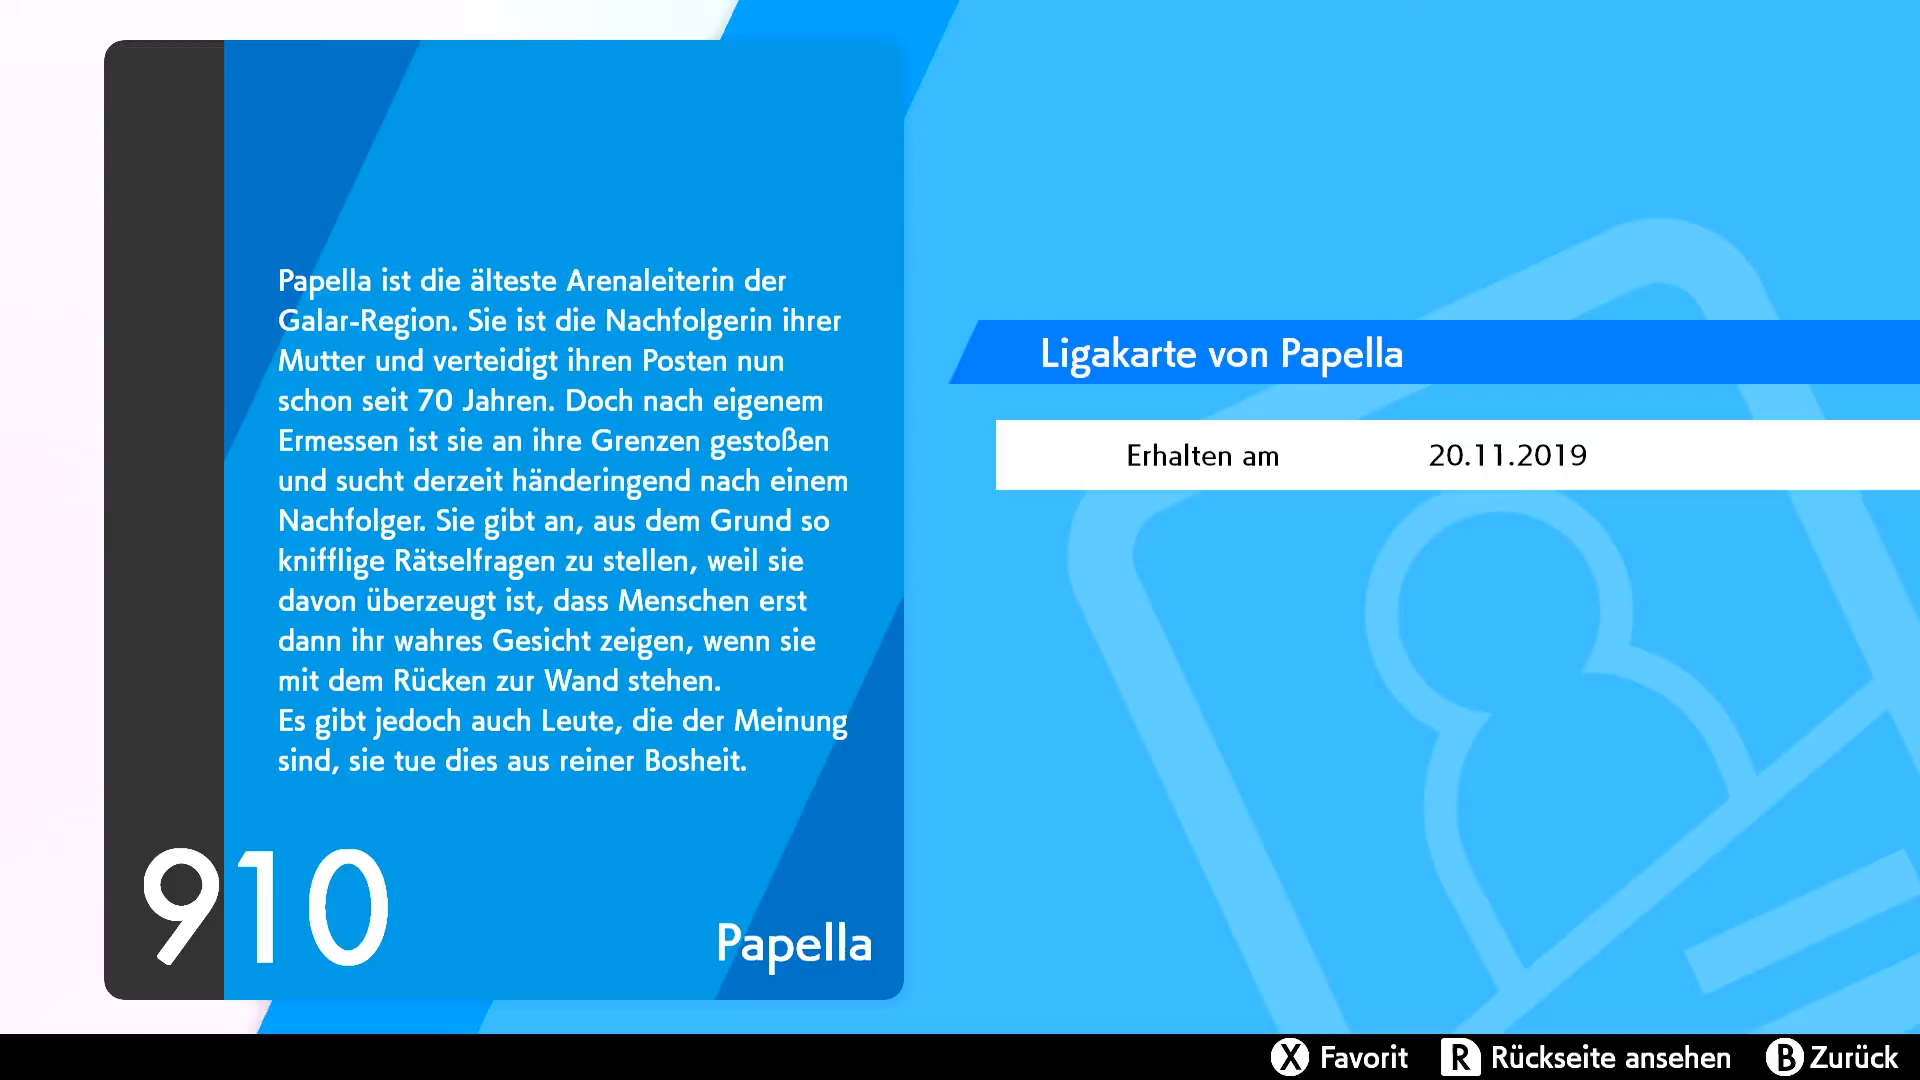 Papella ist die älteste Arenaleiterin der
Galar-Region. Sie ist die Nachfolgerin ihrer
Mutter und verteidigt ihren Posten nun
schon seit 70 Jahren. Doch nach eigenem
Ermessen ist sie an ihre Grenzen gestoßen
und sucht derzeit händeringend nach einem
Nachfolger. Sie gibt an, aus dem Grund so
knifflige Rätselfragen zu stellen, weil sie
davon überzeugt ist, dass Menschen erst
dann ihr wahres Gesicht zeigen, wenn sie
mit dem Rücken zur Wand stehen.
Es gibt jedoch auch Leute, die der Meinung
sind, sie tue dies aus reiner Bosheit.
910
Papella
Ligakarte von Papella
Erhalten am 20.11.2019
X Favorit R Rückseite ansehen B Zurück